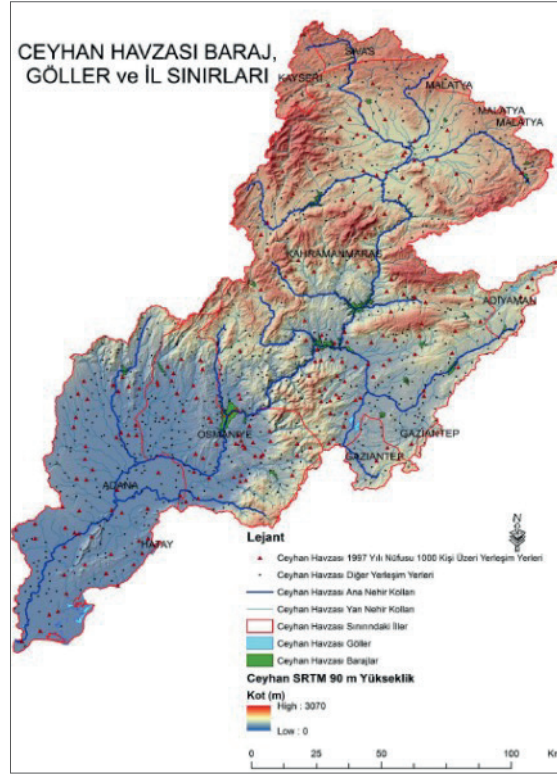 CEYHAN HAVZASI BARAJ,
GÖLLER ve İL SINIRLARI
SİVAS
KAYSERİ
MALATYA
MALATYA
MALATYA
KAHRAMANMARAŞ
ADIYAMAN
OSMANİYE
GAZİANTEP
GAZİANTEP
ADANA
HATAY
N
Lejant
Ceyhan Havzası 1997 Yılı Nüfusu 1000 Kişi Üzeri Yerleşim Yerleri
Ceyhan Havzası Diğer Yerleşim Yerleri
Ceyhan Havzası Ana Nehir Kolları
Ceyhan Havzası Yan Nehir Kolları
Ceyhan Havzası Sınırındaki İller
Ceyhan Havzası Göller
Ceyhan Havzası Barajlar
Ceyhan SRTM 90 m Yükseklik
Kot (m)
High : 3070
Low : 0
0 25 50 75 100 Km